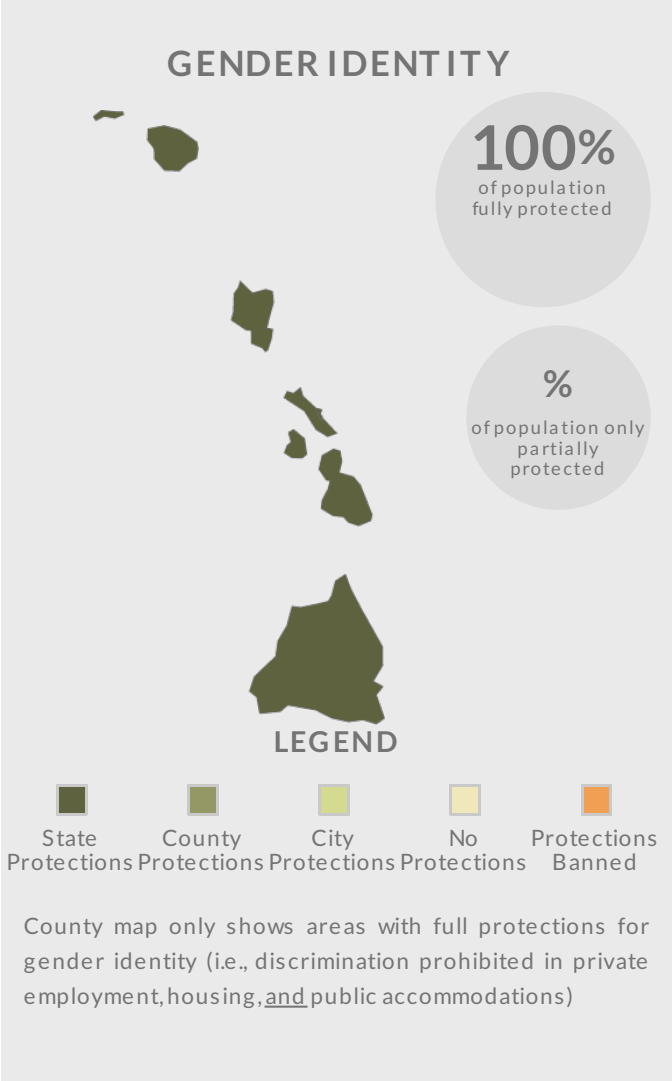 GENDER IDENTITY
100%
of population
fully protected
%
of population only
partially
protected
LEGEND
State
Protections
County
Protections
City
Protections
No
Protections
Protections
Banned
County map only shows areas with full protections for
gender identity (i.e., discrimination prohibited in private
employment, housing, and public accommodations)